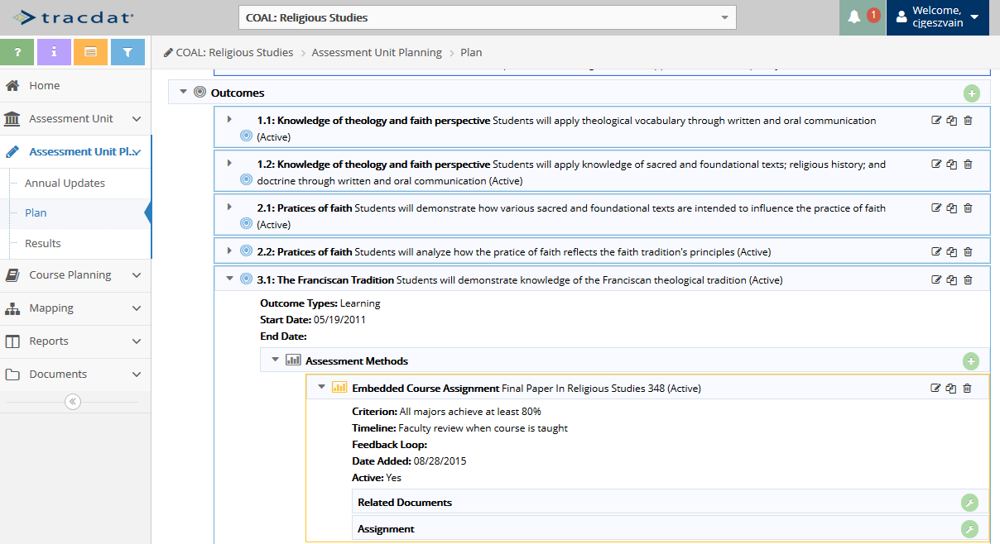 tracdat
COAL: Religious Studies
1
Welcome,
cjgeszvain
?
i
COAL: Religious Studies > Assessment Unit Planning > Plan
Home
Assessment Unit
Assessment Unit Pl...
Annual Updates
Plan
Results
Course Planning
Mapping
Reports
Documents
Outcomes
1.1: Knowledge of theology and faith perspective Students will apply theological vocabulary through written and oral communication
(Active)
1.2: Knowledge of theology and faith perspective Students will apply knowledge of sacred and foundational texts; religious history; and
doctrine through written and oral communication (Active)
2.1: Pratices of faith Students will demonstrate how various sacred and foundational texts are intended to influence the practice of faith
(Active)
2.2: Pratices of faith Students will analyze how the pratice of faith reflects the faith tradition's principles (Active)
3.1: The Franciscan Tradition Students will demonstrate knowledge of the Franciscan theological tradition (Active)
Outcome Types: Learning
Start Date: 05/19/2011
End Date:
Assessment Methods
Embedded Course Assignment Final Paper In Religious Studies 348 (Active)
Criterion: All majors achieve at least 80%
Timeline: Faculty review when course is taught
Feedback Loop:
Date Added: 08/28/2015
Active: Yes
Related Documents
Assignment